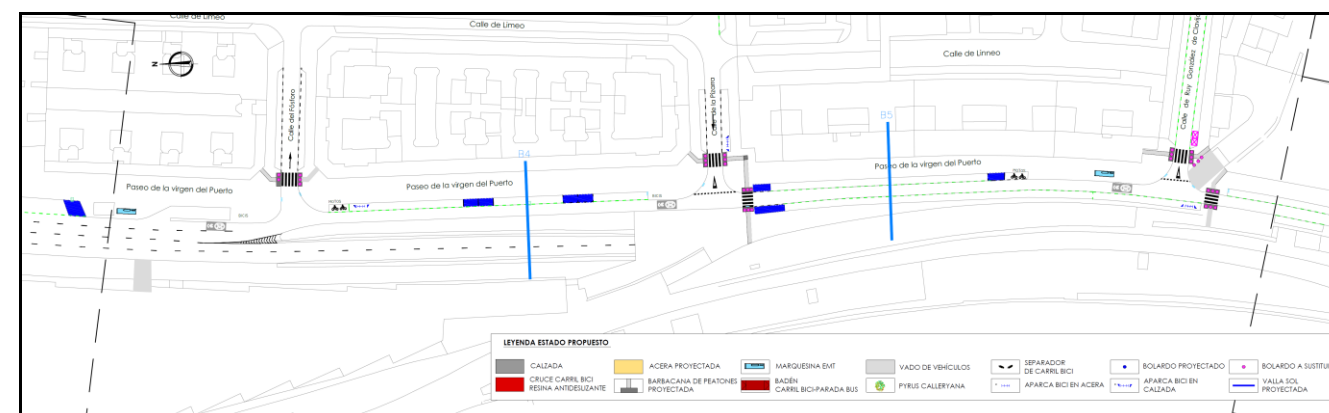 Calle de Limeo
Calle de Limeo
Calle de Linneo
Calle del Fósforo
Calle de la Pizarra
Calle de Ruy González de Clavijo
N
B4
B5
Paseo de la virgen del Puerto
Paseo de la virgen del Puerto
Paseo de la virgen del Puerto
LEYENDA ESTADO PROPUESTO
CALZADA
ACERA PROYECTADA
MARQUESINA EMT
VADO DE VEHÍCULOS
SEPARADOR
DE CARRIL BICI
BOLARDO PROYECTADO
BOLARDO A SUSTITUI
CRUCE CARRIL BICI
RESINA ANTIDESLIZANTE
BARBACANA DE PEATONES
PROYECTADA
BADÉN
CARRIL BICI-PARADA BUS
PYRUS CALLERYANA
APARCA BICI EN ACERA
APARCA BICI EN
CALZADA
VALLA SOL
PROYECTADA